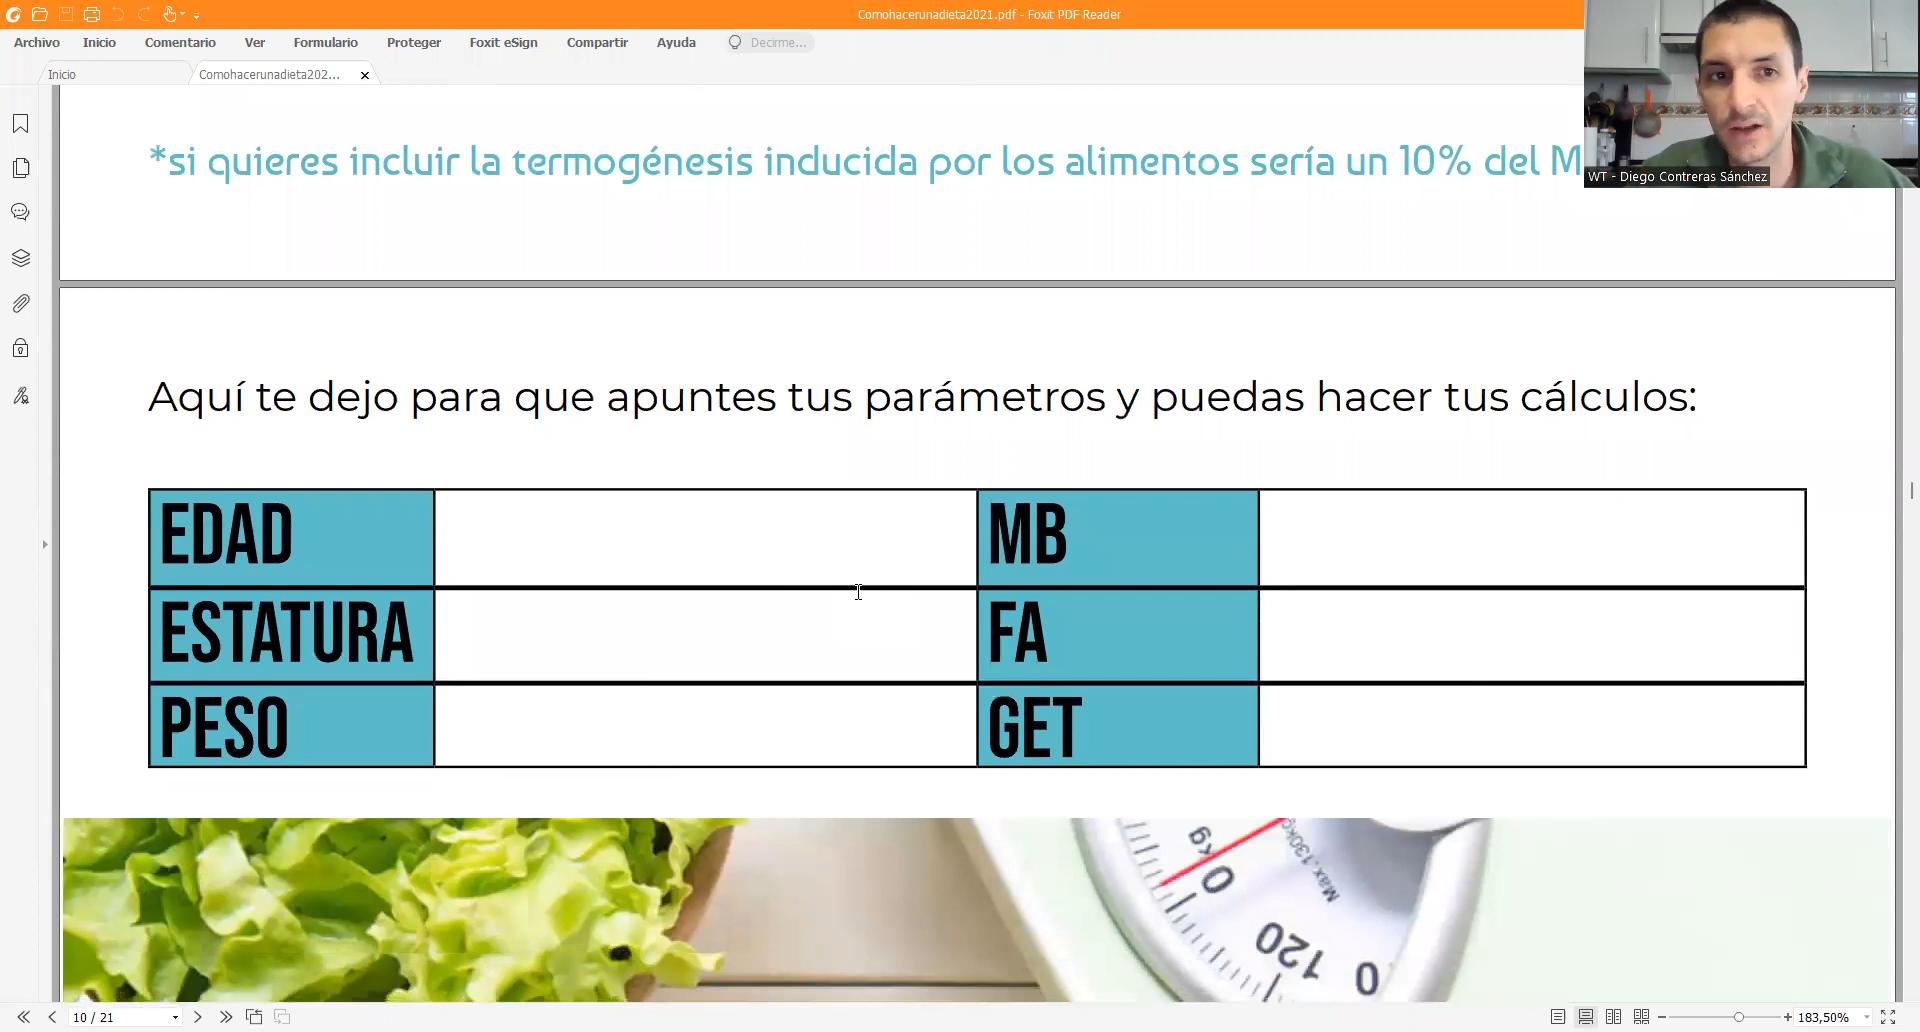 Comohacerunadieta2021.pdf - Foxit PDF Reader
Archivo Inicio Comentario Ver Formulario Proteger Foxit eSign Compartir Ayuda Decirme...
Inicio Comohacerunadieta202...
*si quieres incluir la termogénesis inducida por los alimentos sería un 10% del M
WT - Diego Contreras Sánchez
Aquí te dejo para que apuntes tus parámetros y puedas hacer tus cálculos:
EDAD MB
ESTATURA FA
PESO GET
kg
0
Max.130kg
120
0
10 / 21
183,50%